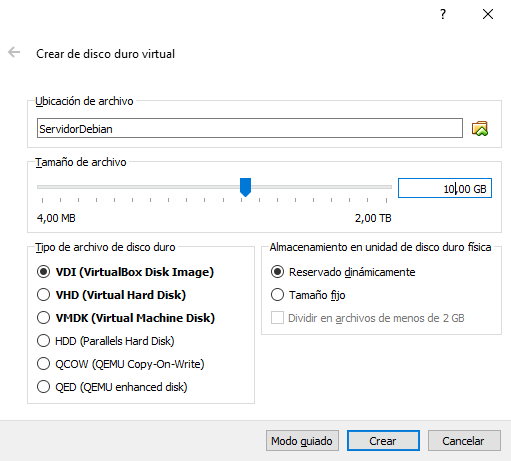 ?
Crear de disco duro virtual
Ubicación de archivo
ServidorDebian
Tamaño de archivo
10,00 GB
4,00 MB 2,00 TB
Tipo de archivo de disco duro
VDI (VirtualBox Disk Image)
VHD (Virtual Hard Disk)
VMDK (Virtual Machine Disk)
HDD (Parallels Hard Disk)
QCOW (QEMU Copy-On-Write)
QED (QEMU enhanced disk)
Almacenamiento en unidad de disco duro física
Reservado dinámicamente
Tamaño fijo
Dividir en archivos de menos de 2 GB
Modo guiado Crear Cancelar